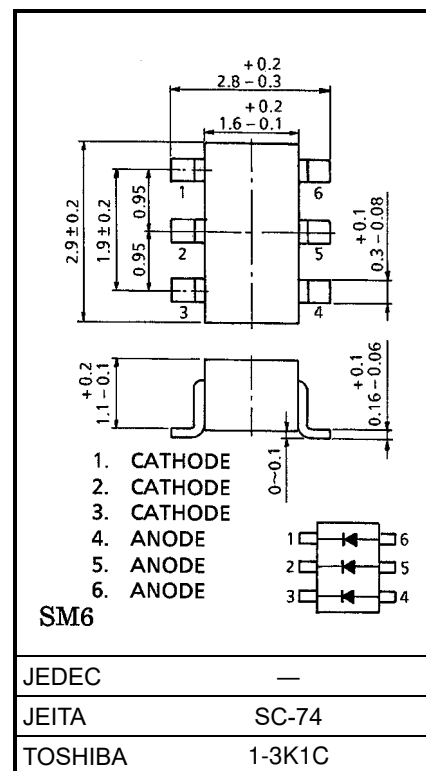 +0.2
2.8 – 0.3
+0.2
1.6 – 0.1
1
6
2.9 ± 0.2
1.9 ± 0.2
0.95
0.95
2
5
+0.1
0.3 – 0.08
3
4
+0.2
1.1 – 0.1
+0.1
0.16 – 0.06
0~0.1
1. CATHODE
2. CATHODE
3. CATHODE
4. ANODE
5. ANODE
6. ANODE
1 6
2 5
3 4
SM6
JEDEC —
JEITA SC-74
TOSHIBA 1-3K1C